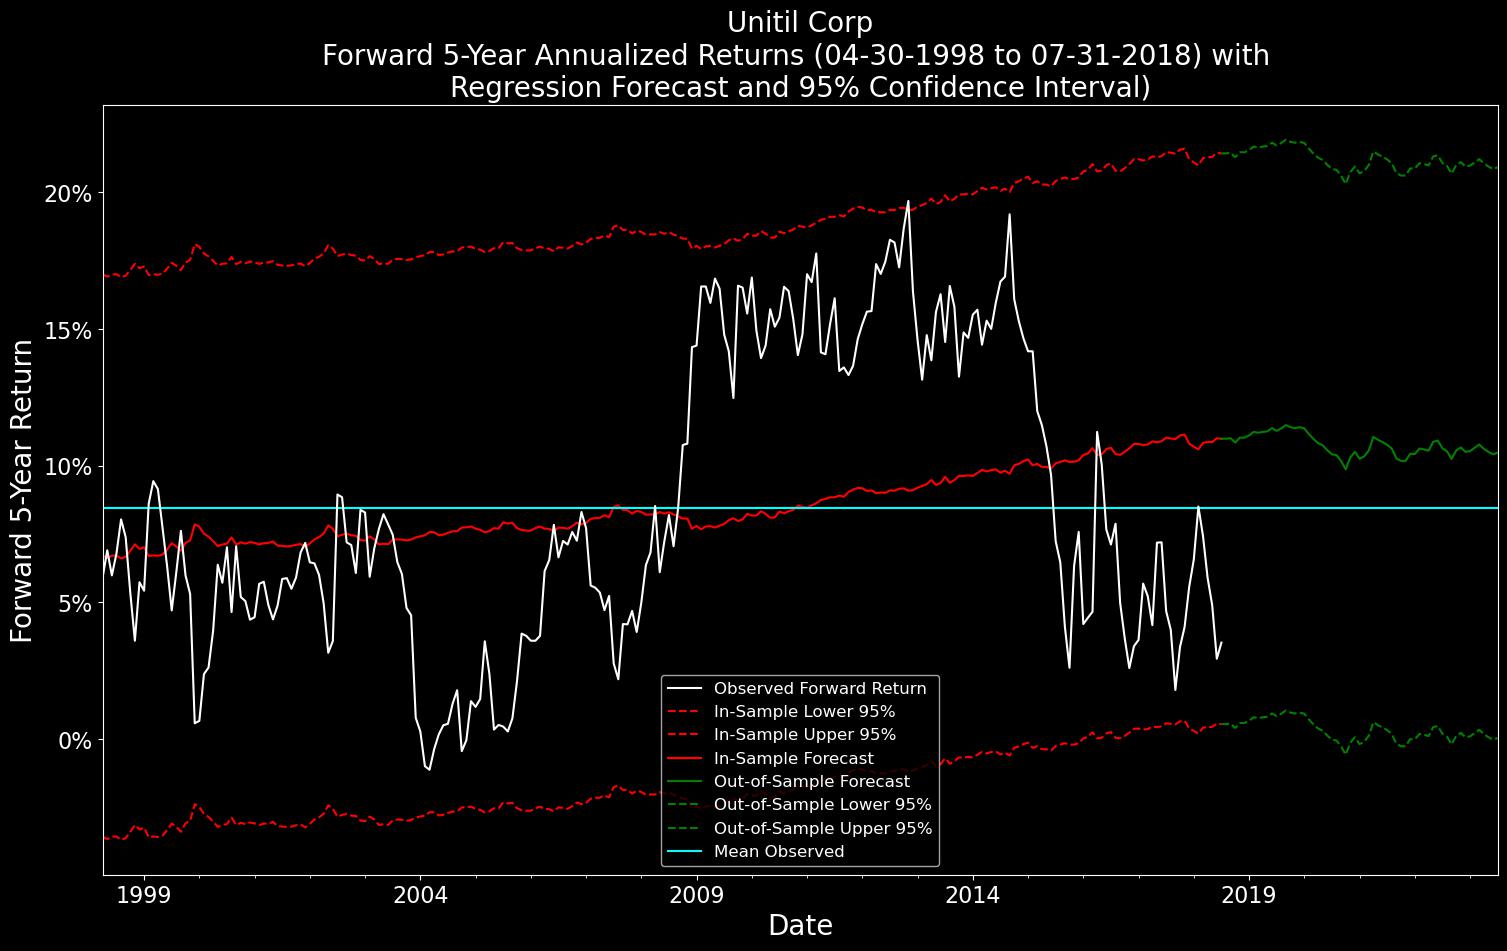 Unitil Corp
Forward 5-Year Annualized Returns (04-30-1998 to 07-31-2018) with
Regression Forecast and 95% Confidence Interval)
Forward 5-Year Return
20%
15%
10%
5%
0%
Observed Forward Return
In-Sample Lower 95%
In-Sample Upper 95%
In-Sample Forecast
Out-of-Sample Forecast
Out-of-Sample Lower 95%
Out-of-Sample Upper 95%
Mean Observed
1999 2004 2009 2014 2019
Date